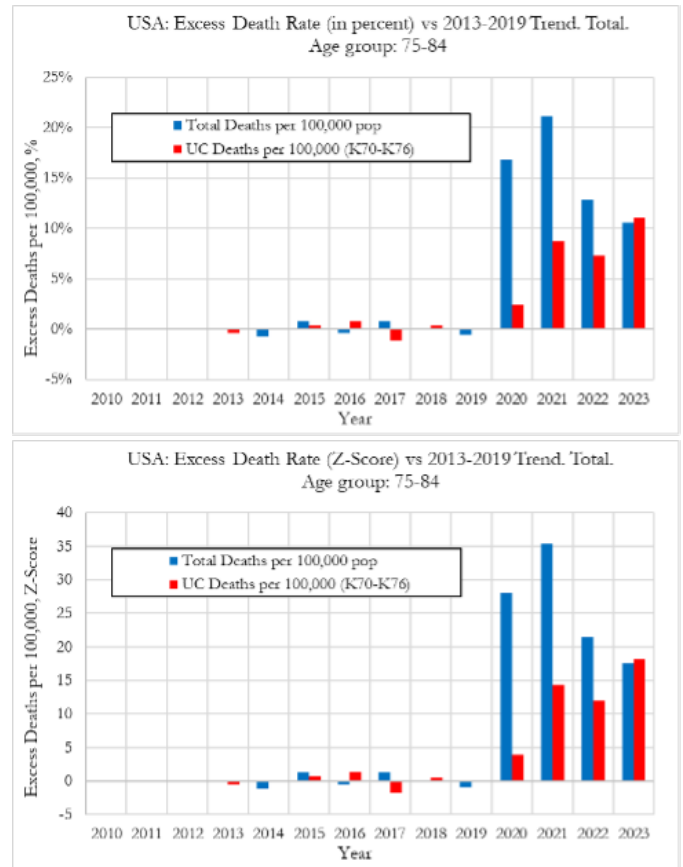 USA: Excess Death Rate (in percent) vs 2013-2019 Trend. Total.
Age group: 75-84
25%
20%
15%
10%
5%
0%
-5%
Excess Deaths per 100,000, %
Total Deaths per 100,000 pop
UC Deaths per 100,000 (K70-K76)
2010 2011 2012 2013 2014 2015 2016 2017 2018 2019 2020 2021 2022 2023
Year
USA: Excess Death Rate (Z-Score) vs 2013-2019 Trend. Total.
Age group: 75-84
40
35
30
25
20
15
10
5
0
-5
Excess Deaths per 100,000, Z-Score
Total Deaths per 100,000 pop
UC Deaths per 100,000 (K70-K76)
2010 2011 2012 2013 2014 2015 2016 2017 2018 2019 2020 2021 2022 2023
Year